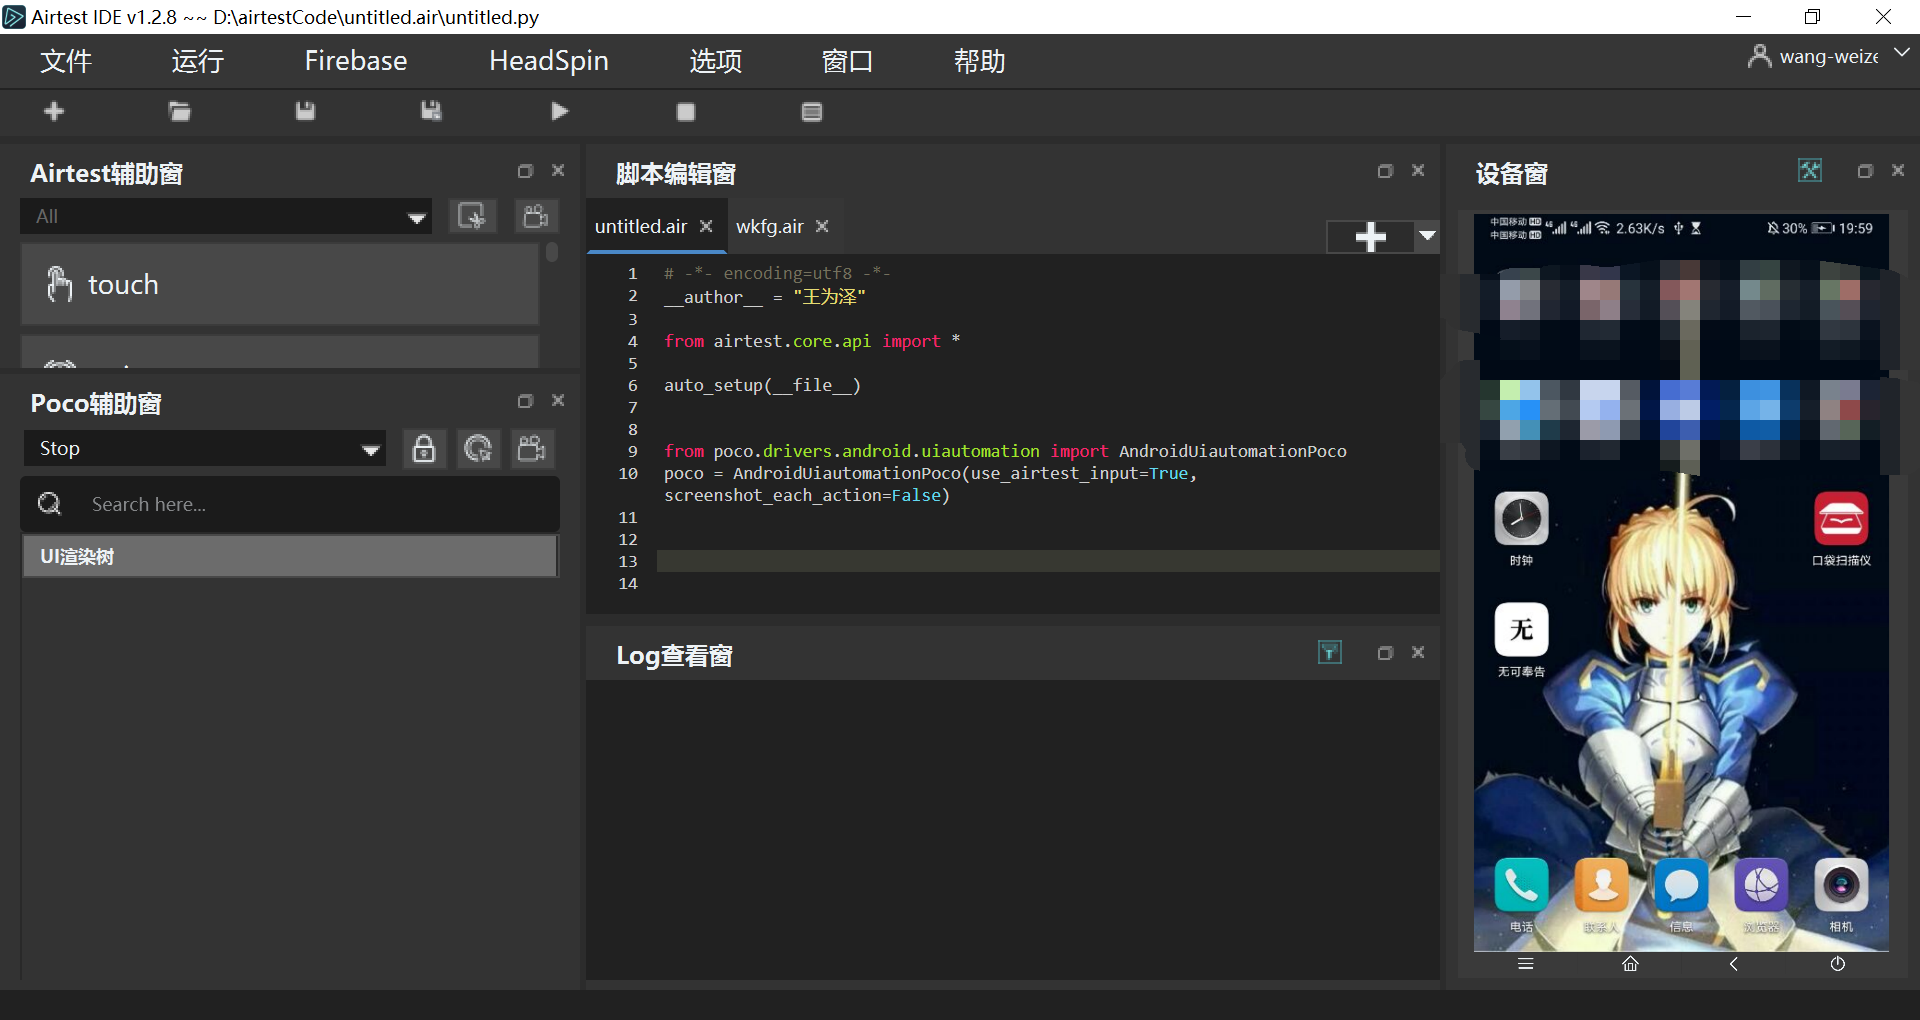 Airtest IDE v1.2.8 ~~ D:\airtestCode\untitled.air\untitled.py
文件 运行 Firebase HeadSpin 选项 窗口 帮助 wang-weize
Airtest辅助窗
All
touch
Poco辅助窗
Stop
Search here...
UI渲染树
脚本编辑窗
untitled.air wkfg.air
1 # -*- encoding=utf8 -*-
2 __author__ = "王为泽"
3
4 from airtest.core.api import *
5
6 auto_setup(__file__)
7
8
9 from poco.drivers.android.uiautomation import AndroidUiautomationPoco
10 poco = AndroidUiautomationPoco(use_airtest_input=True,
screenshot_each_action=False)
11
12
13
14
Log查看窗
设备窗
中国移动 HD
中国移动 HD
2.63K/s 30% 19:59
时钟 口袋扫描仪
无
无可奉告
电话 联系人 信息 浏览器 相机